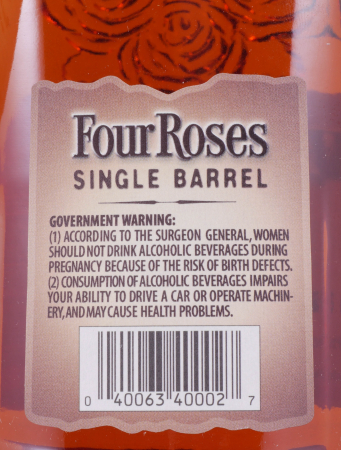 Four Roses
SINGLE BARREL
GOVERNMENT WARNING:
(1) ACCORDING TO THE SURGEON GENERAL, WOMEN
SHOULD NOT DRINK ALCOHOLIC BEVERAGES DURING
PREGNANCY BECAUSE OF THE RISK OF BIRTH DEFECTS.
(2) CONSUMPTION OF ALCOHOLIC BEVERAGES IMPAIRS
YOUR ABILITY TO DRIVE A CAR OR OPERATE MACHIN-
ERY, AND MAY CAUSE HEALTH PROBLEMS.
0 40063 40002 7